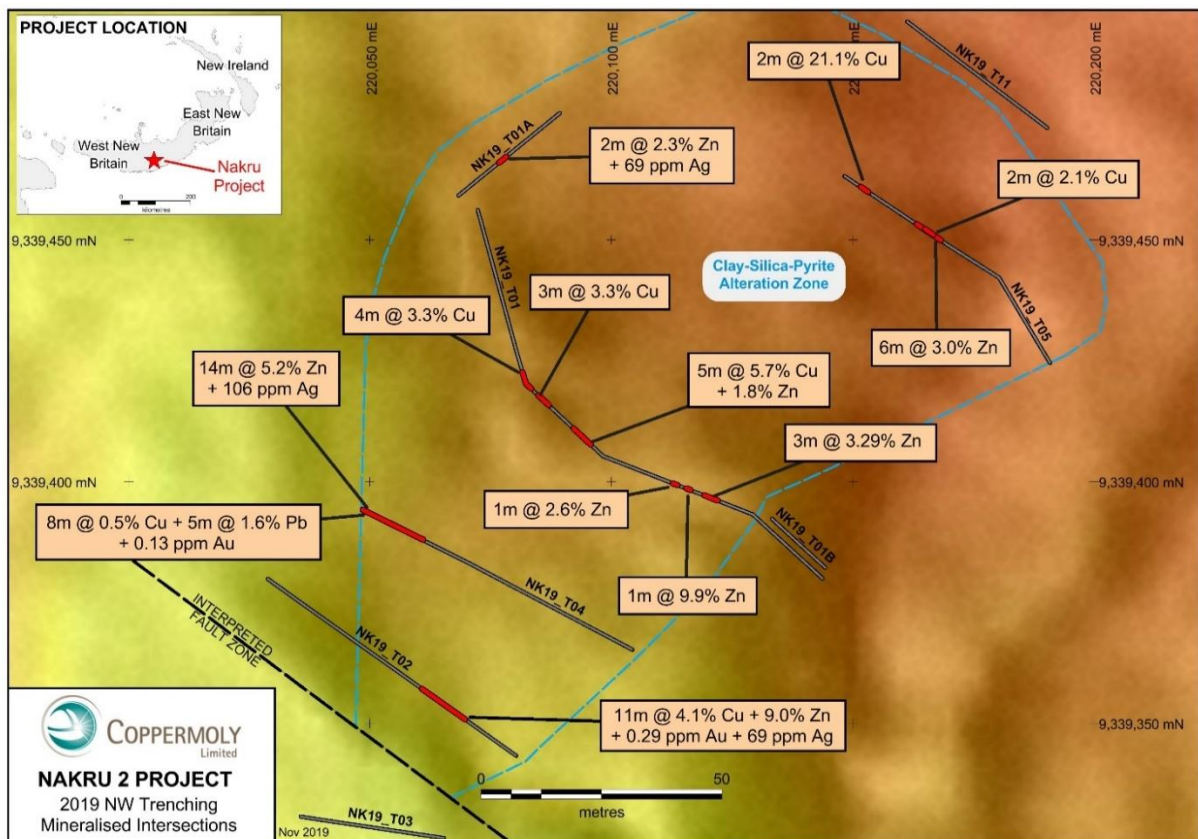 PROJECT LOCATION
New Ireland
East New
Britain
West New
Britain
Nakru
Project
0
200
kilometres
220,050 mE
220,100 mE
mE
220,200 mE
9,339,450 mN
9,339,400 mN
9,339,400 mN
9,339,450 mN
9,339,350 mN
NK19_T11
2m @ 21.1% Cu
NK19_T01A
2m @ 2.3% Zn
+ 69 ppm Ag
2m @ 2.1% Cu
Clay-Silica-Pyrite
Alteration Zone
NK19_T01
3m @ 3.3% Cu
4m @ 3.3% Cu
NK19_T05
6m @ 3.0% Zn
14m @ 5.2% Zn
+ 106 ppm Ag
5m @ 5.7% Cu
+ 1.8% Zn
3m @ 3.29% Zn
1m @ 2.6% Zn
8m @ 0.5% Cu + 5m @ 1.6% Pb
+ 0.13 ppm Au
NK19_T01B
1m @ 9.9% Zn
NK19_T04
INTERPRETED
FAULT ZONE
NK19_T02
11m @ 4.1% Cu + 9.0% Zn
+ 0.29 ppm Au + 69 ppm Ag
COPPERMOLY
Limited
NAKRU 2 PROJECT
2019 NW Trenching
Mineralised Intersections
Nov 2019
NK19_T03
0
50
metres